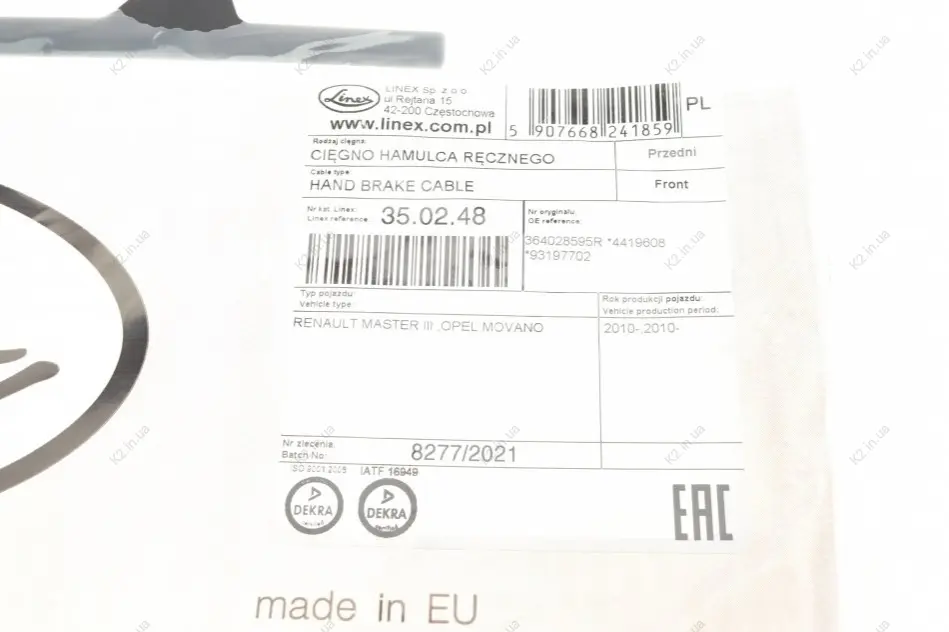 Linex
LINEX Sp. z o.o
ul Rejtana 15
42-200 Częstochowa
www.linex.com.pl
5 907668 241859
PL
Rodzaj cięgna:
CIĘGNO HAMULCA RĘCZNEGO
Przedni
Cable type:
HAND BRAKE CABLE
Front
Nr kat. Linex:
Linex reference:
35.02.48
Nr oryginału:
OE reference:
364028595R *4419608
*93197702
Typ pojazdu:
Vehicle type:
Rok produkcji pojazdu:
Vehicle production period:
RENAULT MASTER III ,OPEL MOVANO
2010-,2010-
Nr zlecenia:
Batch No:
8277/2021
ISO 9001:2008
IATF 16949
DEKRA
DEKRA
EAC
made in EU
K2.in.ua